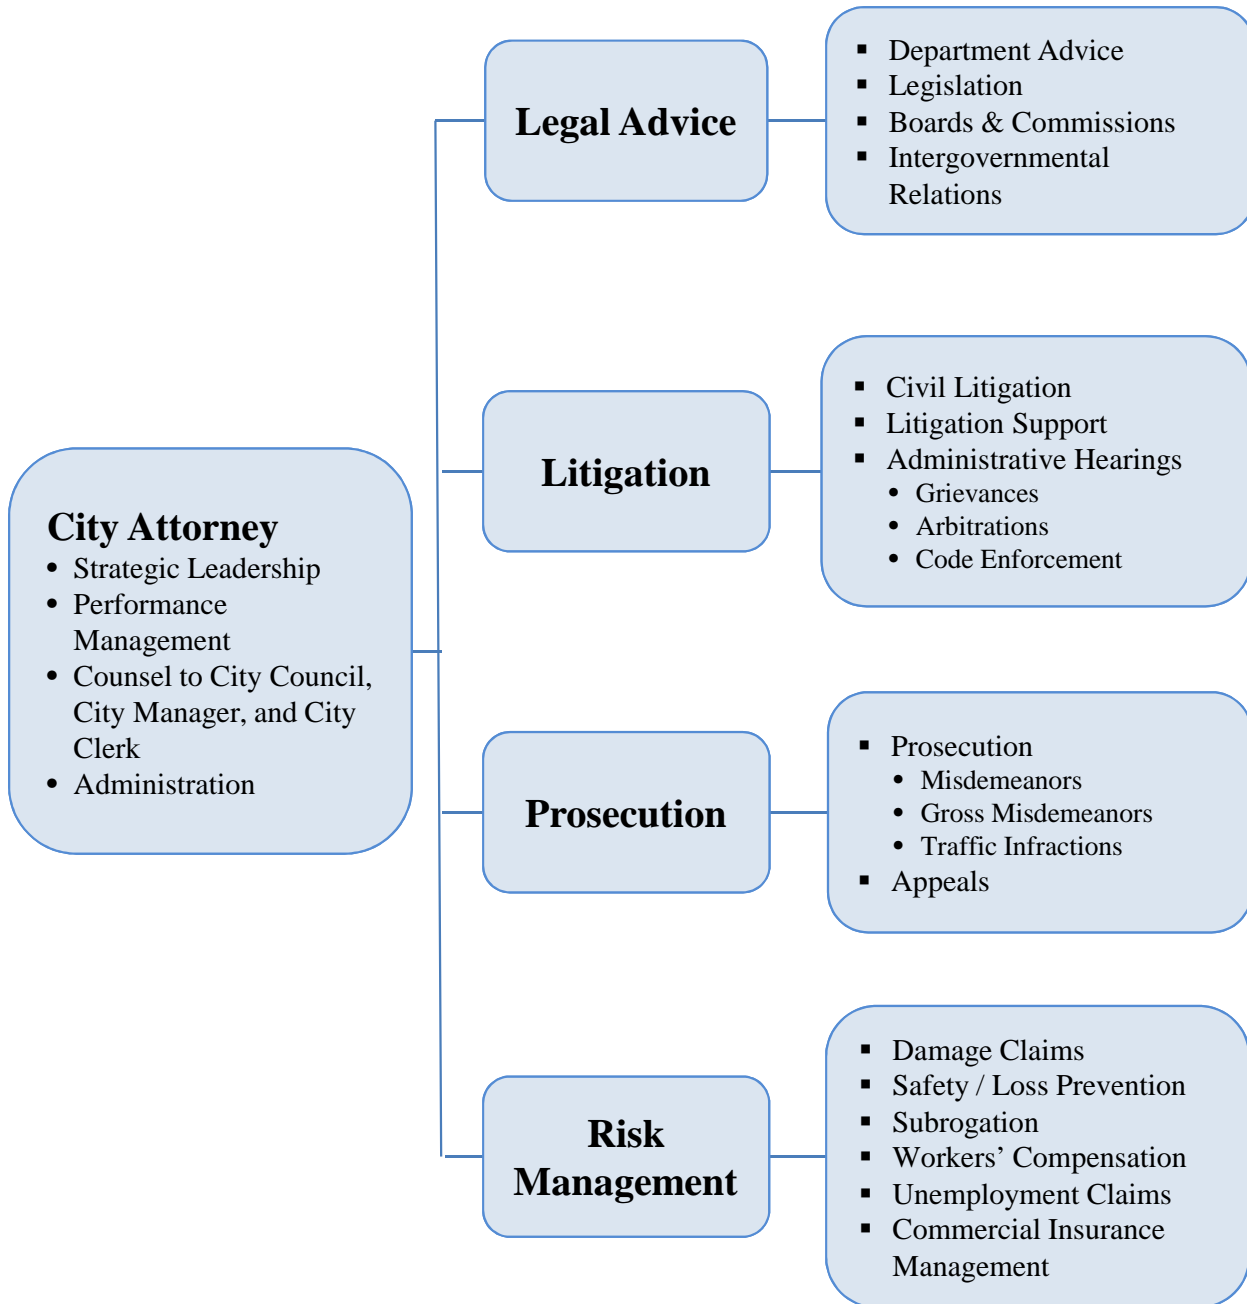 City Attorney
• Strategic Leadership
• Performance
Management
• Counsel to City Council,
City Manager, and City
Clerk
• Administration
Legal Advice
▪ Department Advice
▪ Legislation
▪ Boards & Commissions
▪ Intergovernmental
Relations
Litigation
▪ Civil Litigation
▪ Litigation Support
▪ Administrative Hearings
• Grievances
• Arbitrations
• Code Enforcement
Prosecution
▪ Prosecution
• Misdemeanors
• Gross Misdemeanors
• Traffic Infractions
▪ Appeals
Risk
Management
▪ Damage Claims
▪ Safety / Loss Prevention
▪ Subrogation
▪ Workers’ Compensation
▪ Unemployment Claims
▪ Commercial Insurance
Management